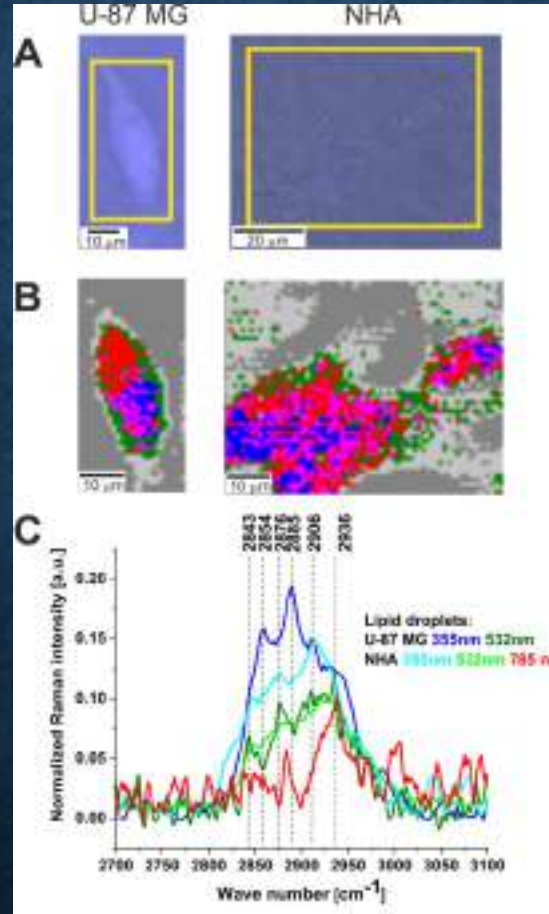 U-87 MG NHA
A
10 µm 20 µm
B
10 µm 10 µm
C
2843 2854 2876 2885 2906 2936
Lipid droplets:
U-87 MG 355nm 532nm
NHA 355nm 532nm 785 n
Normalized Raman intensity [a.u.]
0.20
0.15
0.10
0.05
0.00
2700 2750 2800 2850 2900 2950 3000 3050 3100
Wave number [cm⁻¹]